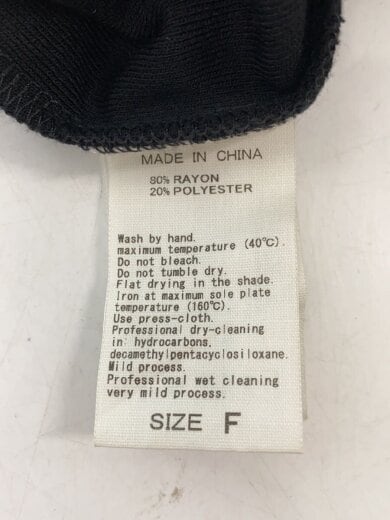 MADE IN CHINA
80% RAYON
20% POLYESTER
Wash by hand.
maximum temperature (40℃).
Do not bleach.
Do not tumble dry.
Flat drying in the shade.
Iron at maximum sole plate
temperature (160℃).
Use press-cloth.
Professional dry-cleaning
in: hydrocarbons,
decamethylpentacyclosiloxane.
Mild process.
Professional wet cleaning
very mild process.
SIZE F